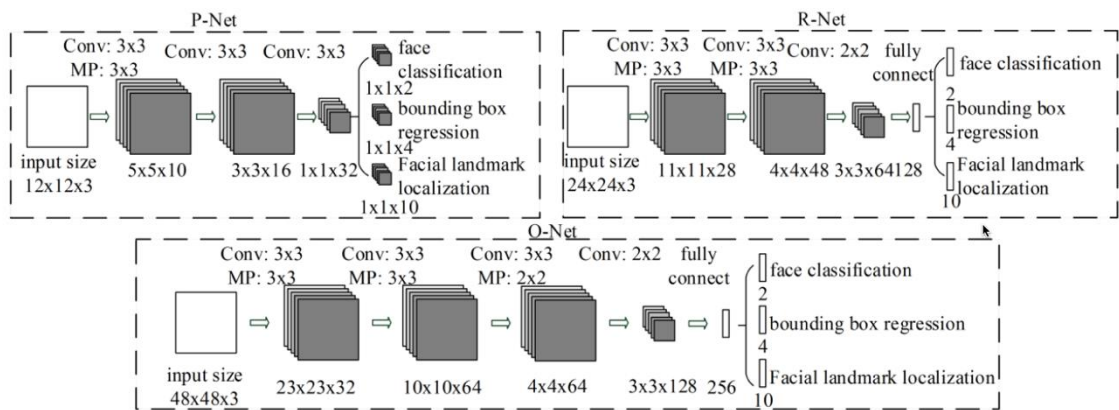 P-Net
Conv: 3x3 Conv: 3x3 Conv: 3x3
MP: 3x3
face
classification
1x1x2
bounding box
regression
1x1x4
Facial landmark
localization
1x1x10
input size
12x12x3
5x5x10
3x3x16
1x1x32
R-Net
Conv: 3x3 Conv: 3x3 Conv: 2x2 fully
MP: 3x3 MP: 3x3 connect
face classification
2
bounding box
regression
4
Facial landmark
localization
10
input size
24x24x3
11x11x28
4x4x48
3x3x64
128
O-Net
Conv: 3x3 Conv: 3x3 Conv: 3x3 Conv: 2x2 fully
MP: 3x3 MP: 3x3 MP: 2x2 connect
face classification
2
bounding box regression
4
Facial landmark localization
10
input size
48x48x3
23x23x32
10x10x64
4x4x64
3x3x128
256